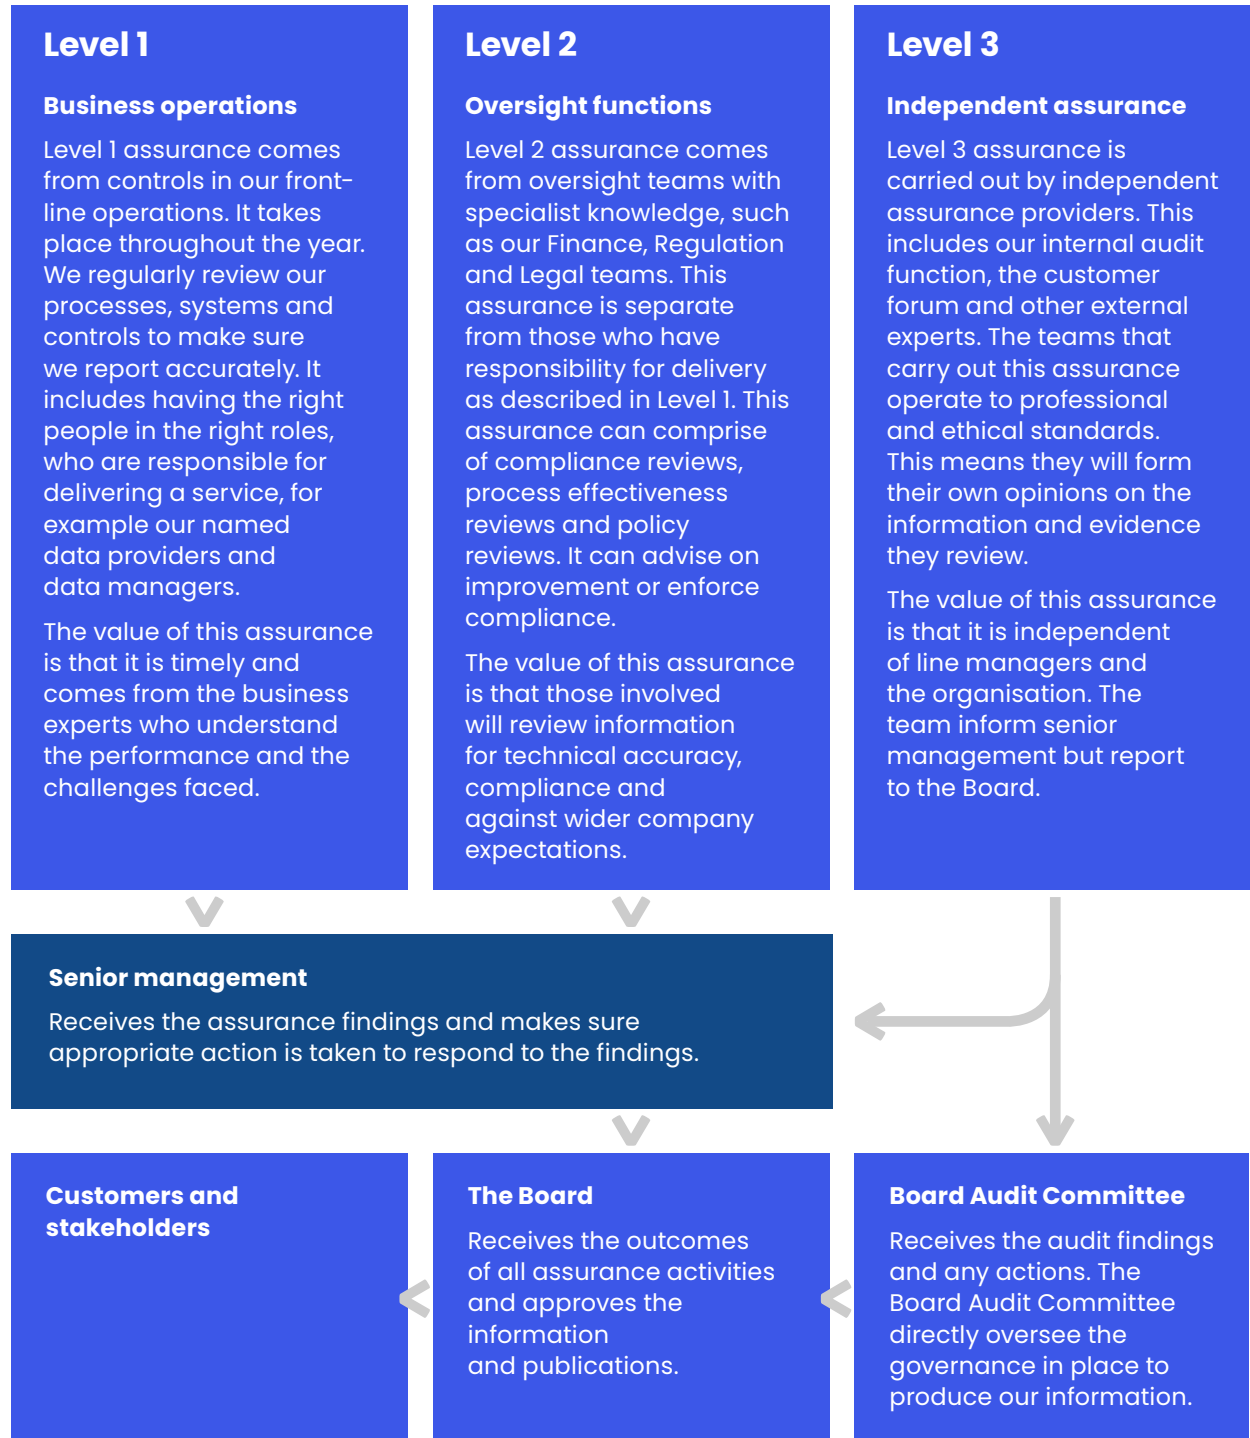 Level 1
Business operations
Level 1 assurance comes
from controls in our front-
line operations. It takes
place throughout the year.
We regularly review our
processes, systems and
controls to make sure
we report accurately. It
includes having the right
people in the right roles,
who are responsible for
delivering a service, for
example our named
data providers and
data managers.
The value of this assurance
is that it is timely and
comes from the business
experts who understand
the performance and the
challenges faced.
Level 2
Oversight functions
Level 2 assurance comes
from oversight teams with
specialist knowledge, such
as our Finance, Regulation
and Legal teams. This
assurance is separate
from those who have
responsibility for delivery
as described in Level 1. This
assurance can comprise
of compliance reviews,
process effectiveness
reviews and policy
reviews. It can advise on
improvement or enforce
compliance.
The value of this assurance
is that those involved
will review information
for technical accuracy,
compliance and
against wider company
expectations.
Level 3
Independent assurance
Level 3 assurance is
carried out by independent
assurance providers. This
includes our internal audit
function, the customer
forum and other external
experts. The teams that
carry out this assurance
operate to professional
and ethical standards.
This means they will form
their own opinions on the
information and evidence
they review.
The value of this assurance
is that it is independent
of line managers and
the organisation. The
team inform senior
management but report
to the Board.
Senior management
Receives the assurance findings and makes sure
appropriate action is taken to respond to the findings.
Customers and
stakeholders
The Board
Receives the outcomes
of all assurance activities
and approves the
information
and publications.
Board Audit Committee
Receives the audit findings
and any actions. The
Board Audit Committee
directly oversee the
governance in place to
produce our information.